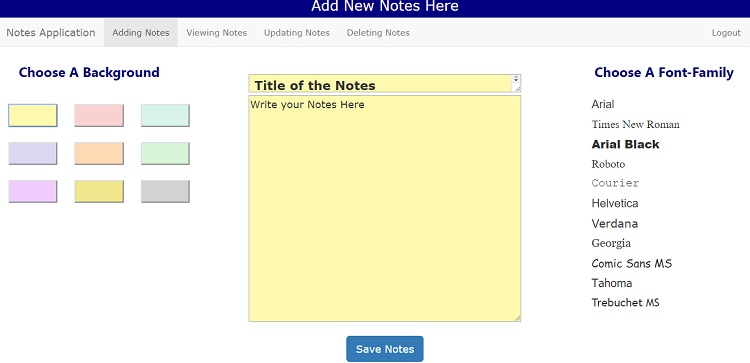 Add New Notes Here
Notes Application Adding Notes Viewing Notes Updating Notes Deleting Notes Logout
Choose A Background
Title of the Notes
Write your Notes Here
Save Notes
Choose A Font-Family
Arial
Times New Roman
Arial Black
Roboto
Courier
Helvetica
Verdana
Georgia
Comic Sans MS
Tahoma
Trebuchet MS